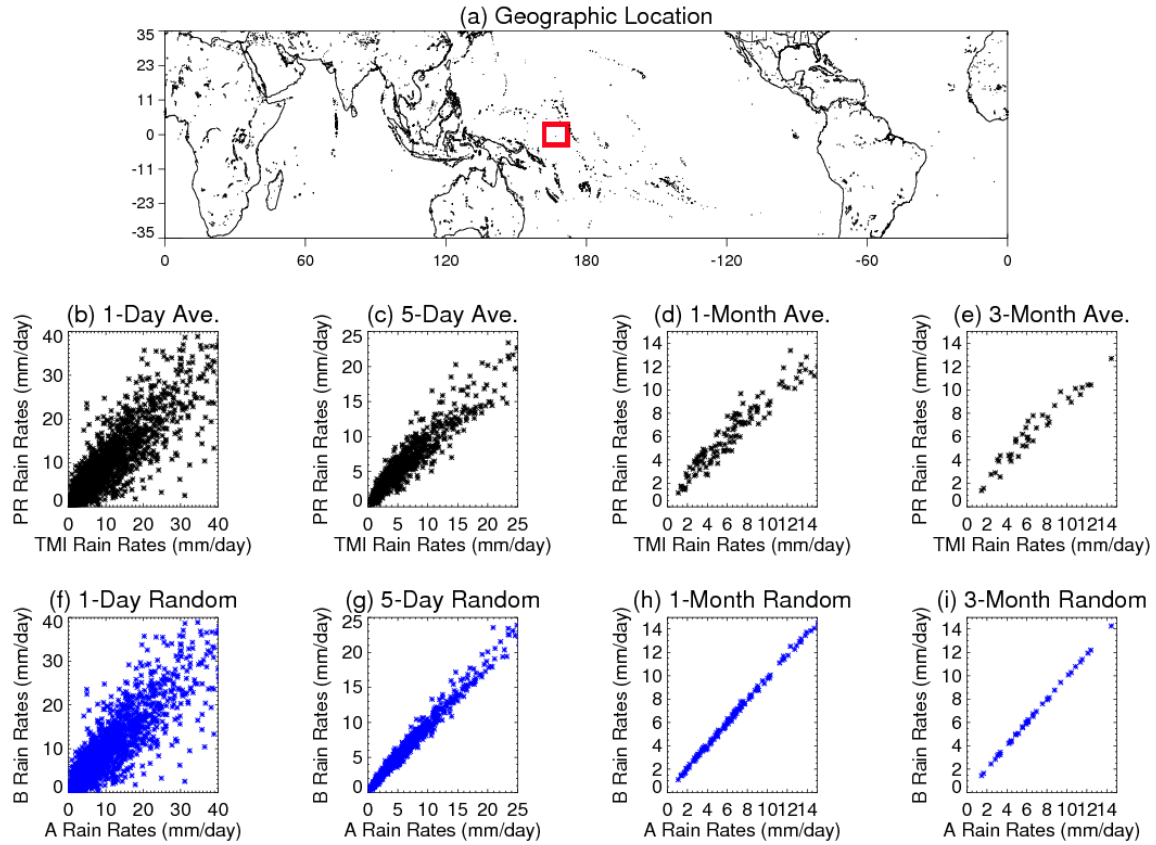 (a) Geographic Location
35
23
11
0
-11
-23
-35
0 60 120 180 -120 -60 0
(b) 1-Day Ave. (c) 5-Day Ave. (d) 1-Month Ave. (e) 3-Month Ave.
PR Rain Rates (mm/day)
40
30
20
10
0
0 10 20 30 40
TMI Rain Rates (mm/day)
PR Rain Rates (mm/day)
25
20
15
10
5
0
0 5 10 15 20 25
TMI Rain Rates (mm/day)
PR Rain Rates (mm/day)
14
12
10
8
6
4
2
0
0 2 4 6 8 101214
TMI Rain Rates (mm/day)
PR Rain Rates (mm/day)
14
12
10
8
6
4
2
0
0 2 4 6 8 101214
TMI Rain Rates (mm/day)
(f) 1-Day Random (g) 5-Day Random (h) 1-Month Random (i) 3-Month Random
B Rain Rates (mm/day)
40
30
20
10
0
0 10 20 30 40
A Rain Rates (mm/day)
B Rain Rates (mm/day)
25
20
15
10
5
0
0 5 10 15 20 25
A Rain Rates (mm/day)
B Rain Rates (mm/day)
14
12
10
8
6
4
2
0
0 2 4 6 8 101214
A Rain Rates (mm/day)
B Rain Rates (mm/day)
14
12
10
8
6
4
2
0
0 2 4 6 8 101214
A Rain Rates (mm/day)